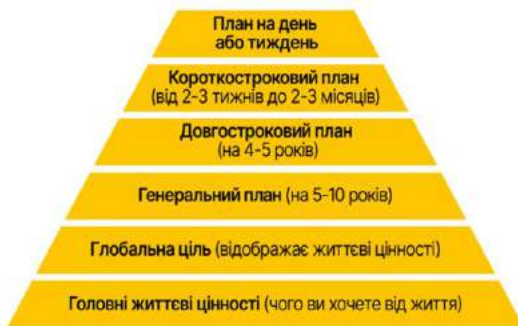 План на день
або тиждень
Короткостроковий план
(від 2-3 тижнів до 2-3 місяців)
Довгостроковий план
(на 4-5 років)
Генеральний план (на 5-10 років)
Глобальна ціль (відображає життєві цінності)
Головні життєві цінності (чого ви хочете від життя)